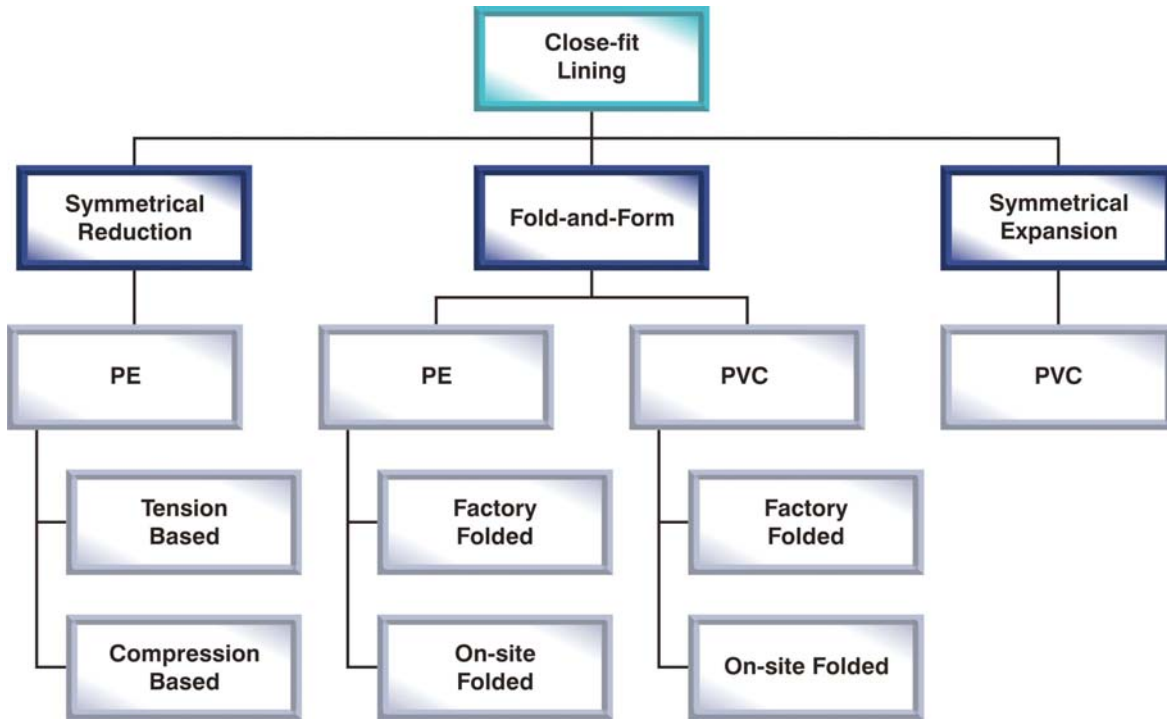 Close-fit
Lining
Symmetrical
Reduction
Fold-and-Form
Symmetrical
Expansion
PE
PE
PVC
PVC
Tension
Based
Factory
Folded
Factory
Folded
Compression
Based
On-site
Folded
On-site Folded